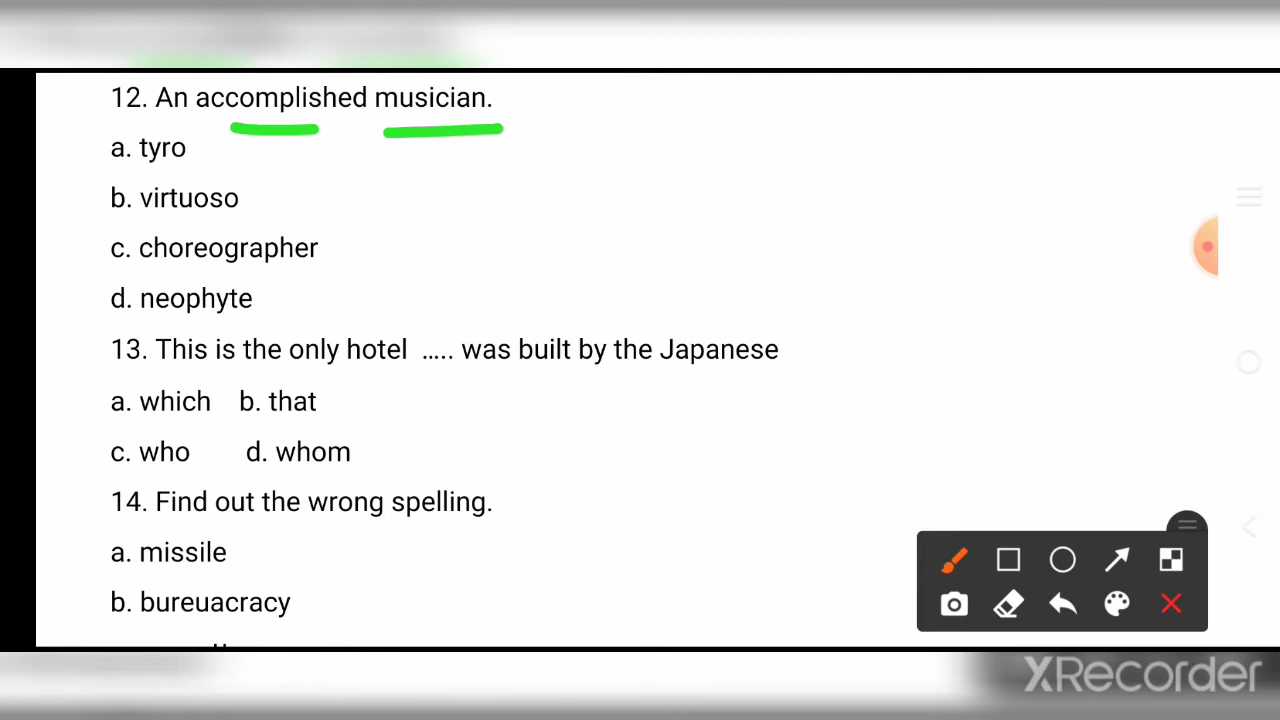 12. An accomplished musician.
a. tyro
b. virtuoso
c. choreographer
d. neophyte
13. This is the only hotel ..... was built by the Japanese
a. which b. that
c. who d. whom
14. Find out the wrong spelling.
a. missile
b. bureuacracy
XRecorder